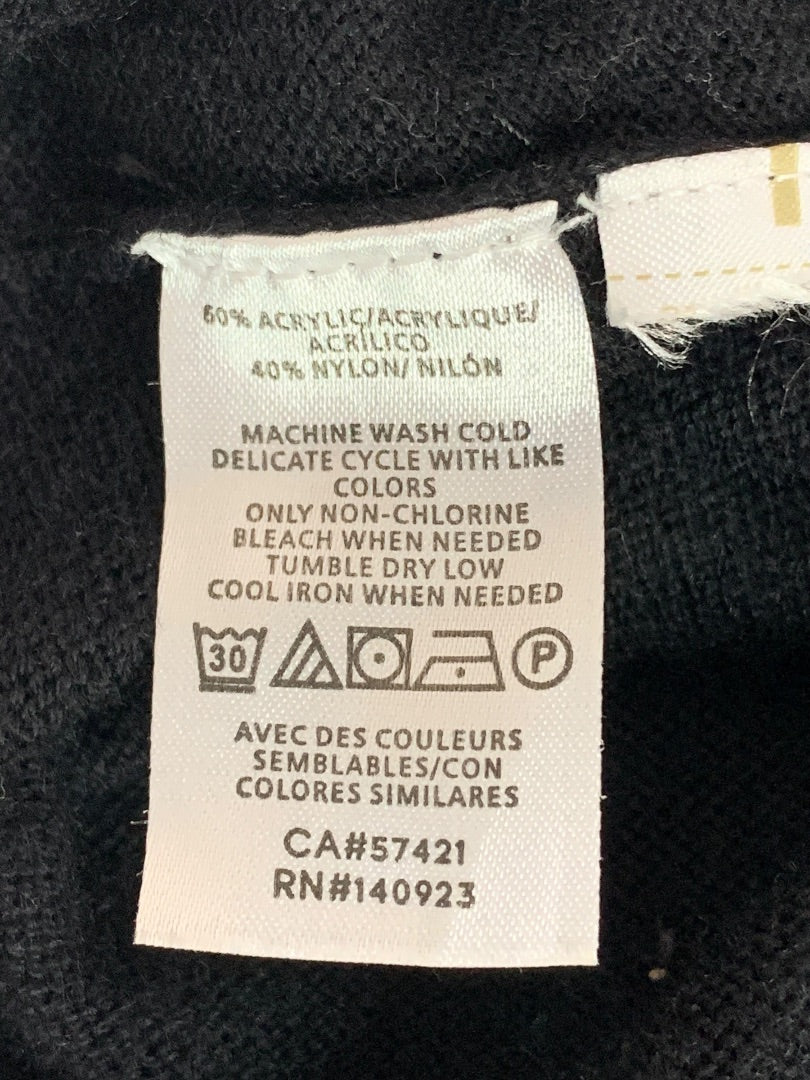 60% ACRYLIC/ACRYLIQUE/
ACRÍLICO
40% NYLON/ NILÓN
MACHINE WASH COLD
DELICATE CYCLE WITH LIKE
COLORS
ONLY NON-CHLORINE
BLEACH WHEN NEEDED
TUMBLE DRY LOW
COOL IRON WHEN NEEDED
30 P
AVEC DES COULEURS
SEMBLABLES/CON
COLORES SIMILARES
CA#57421
RN#140923